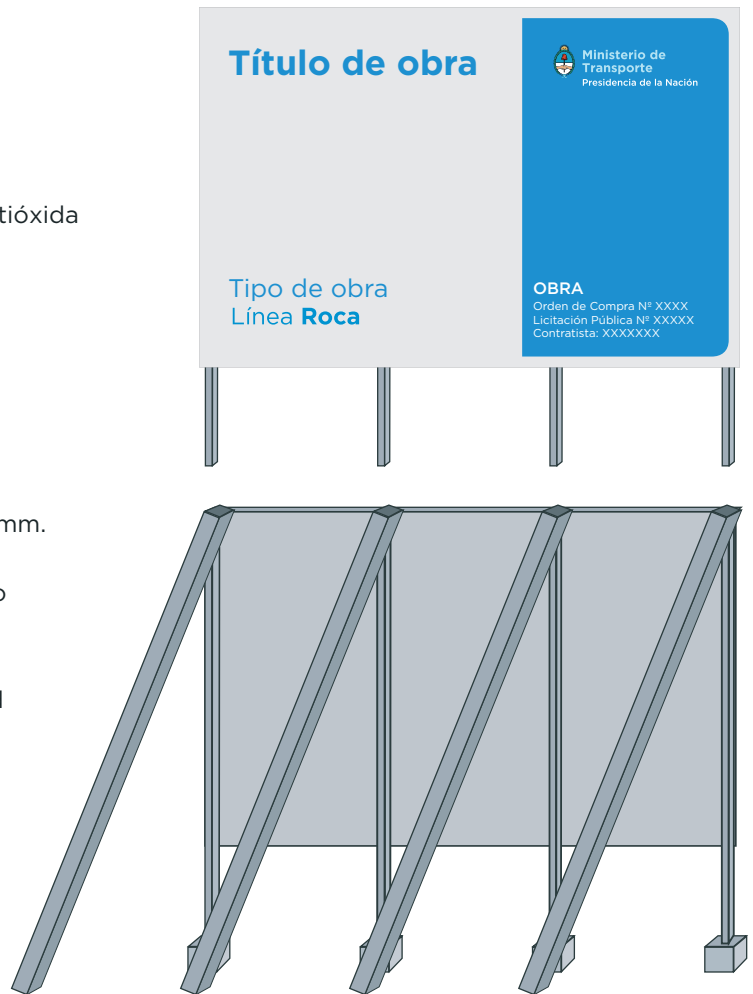 Título de obra
Ministerio de
Transporte
Presidencia de la Nación
Tipo de obra
Línea Roca
OBRA
Orden de Compra Nº XXXX
Licitación Pública Nº XXXXX
Contratista: XXXXXXX
mm.